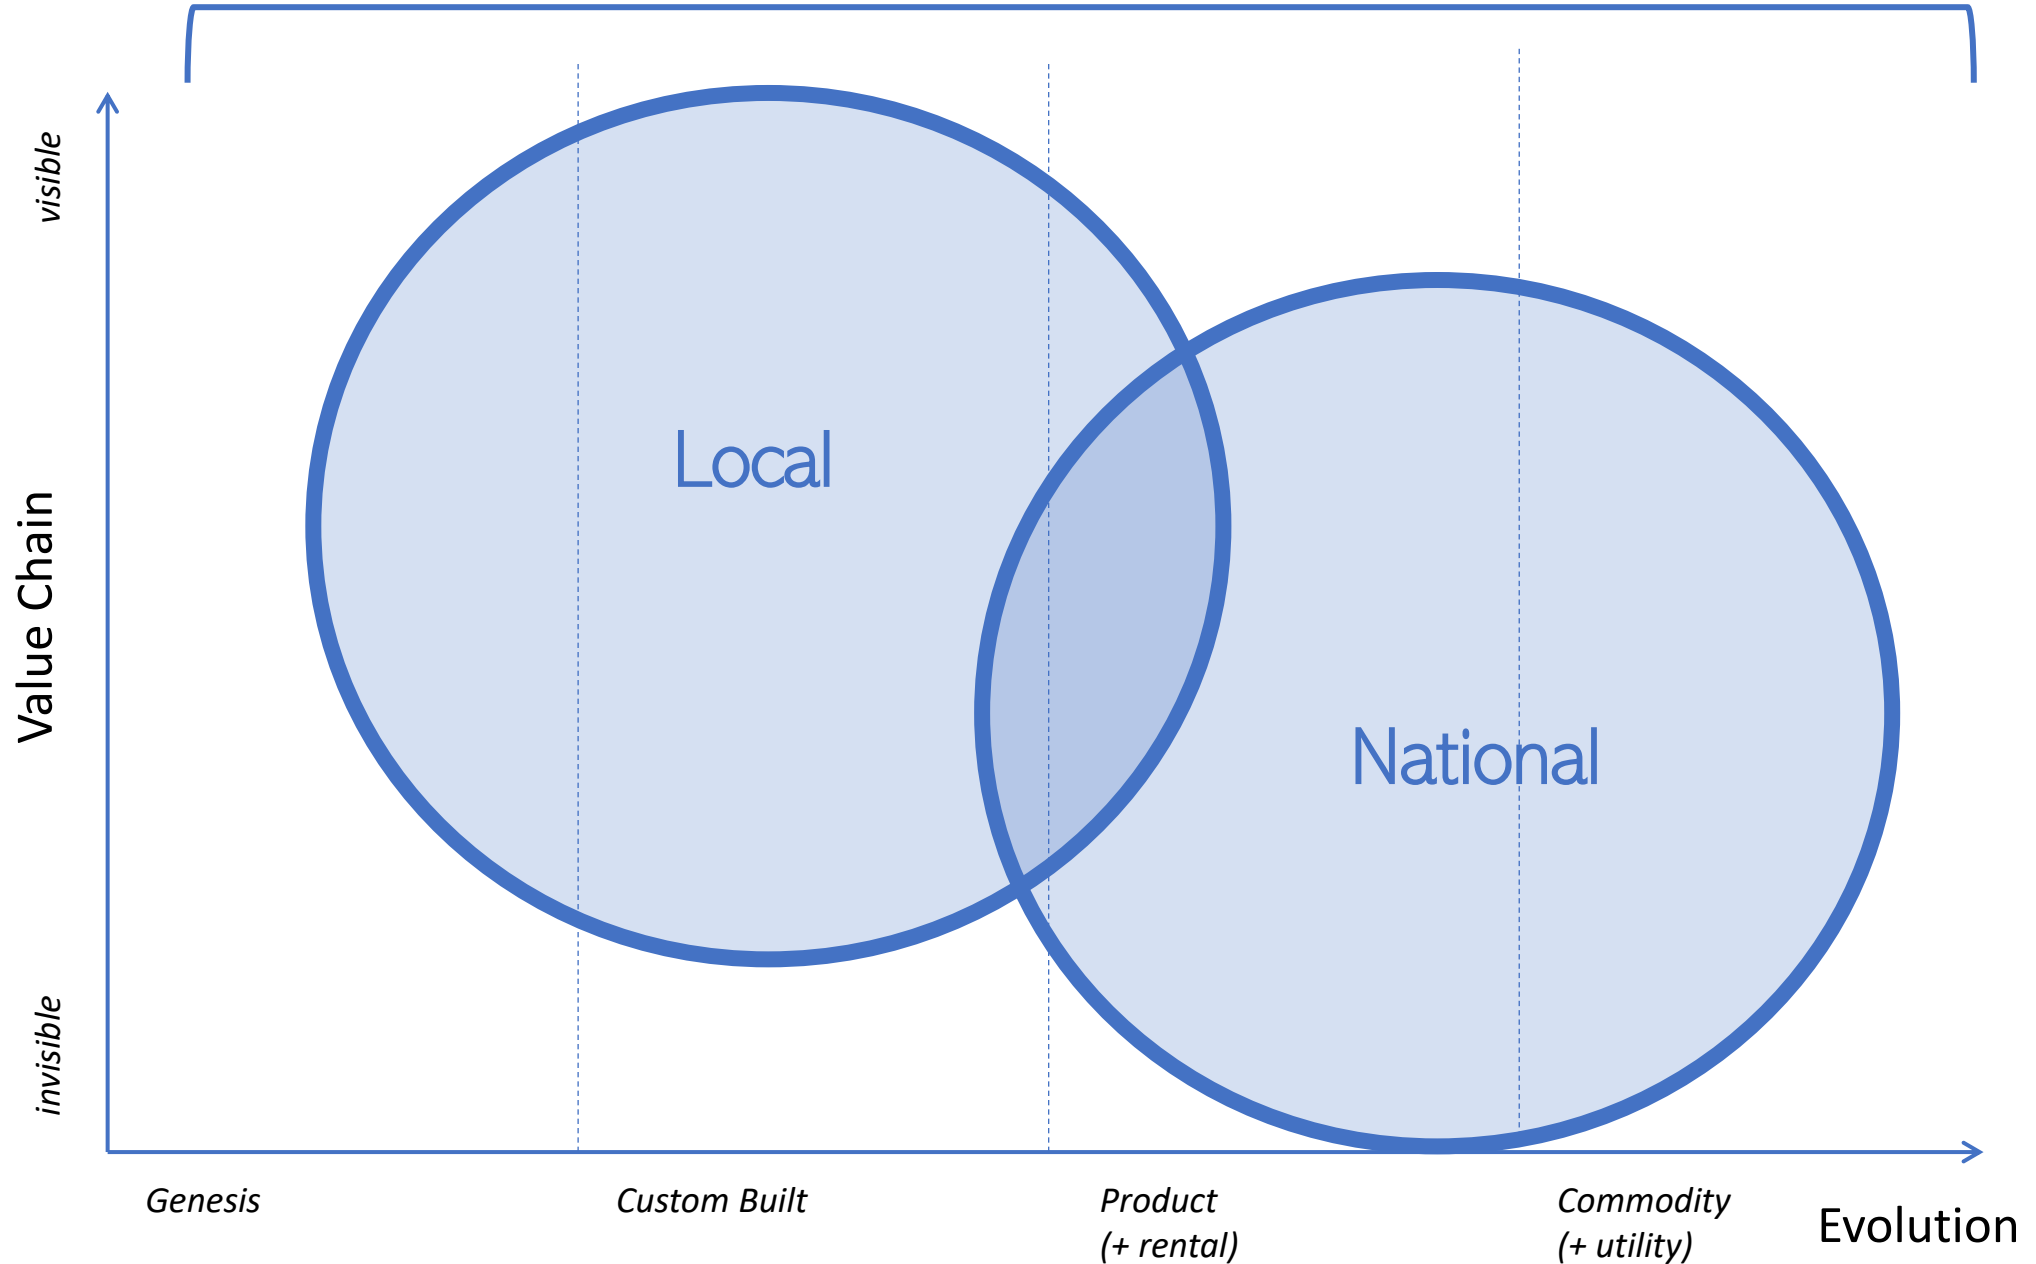 visible
Value Chain
invisible
Local
National
Genesis
Custom Built
Product
(+ rental)
Commodity
(+ utility)
Evolution